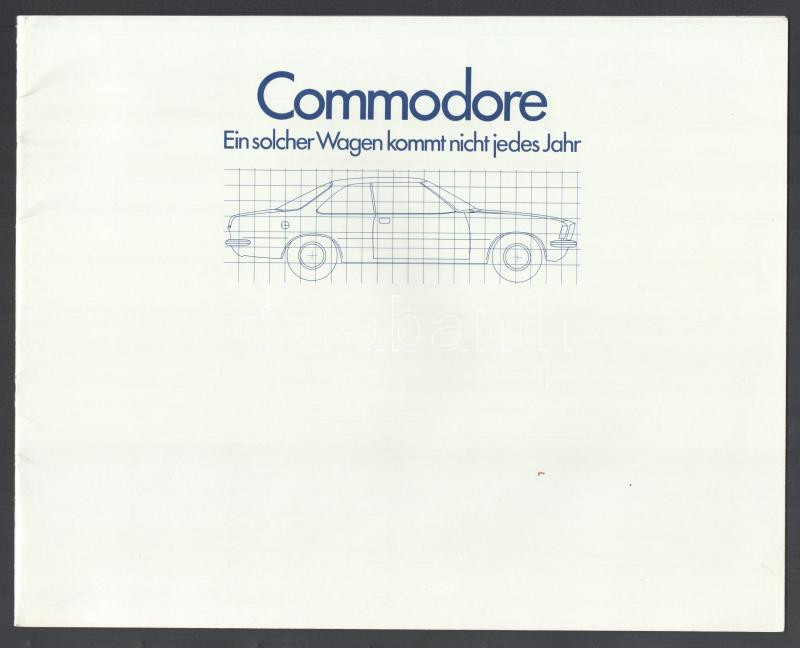 Commodore
Ein solcher Wagen kommt nicht jedes Jahr
darabanth